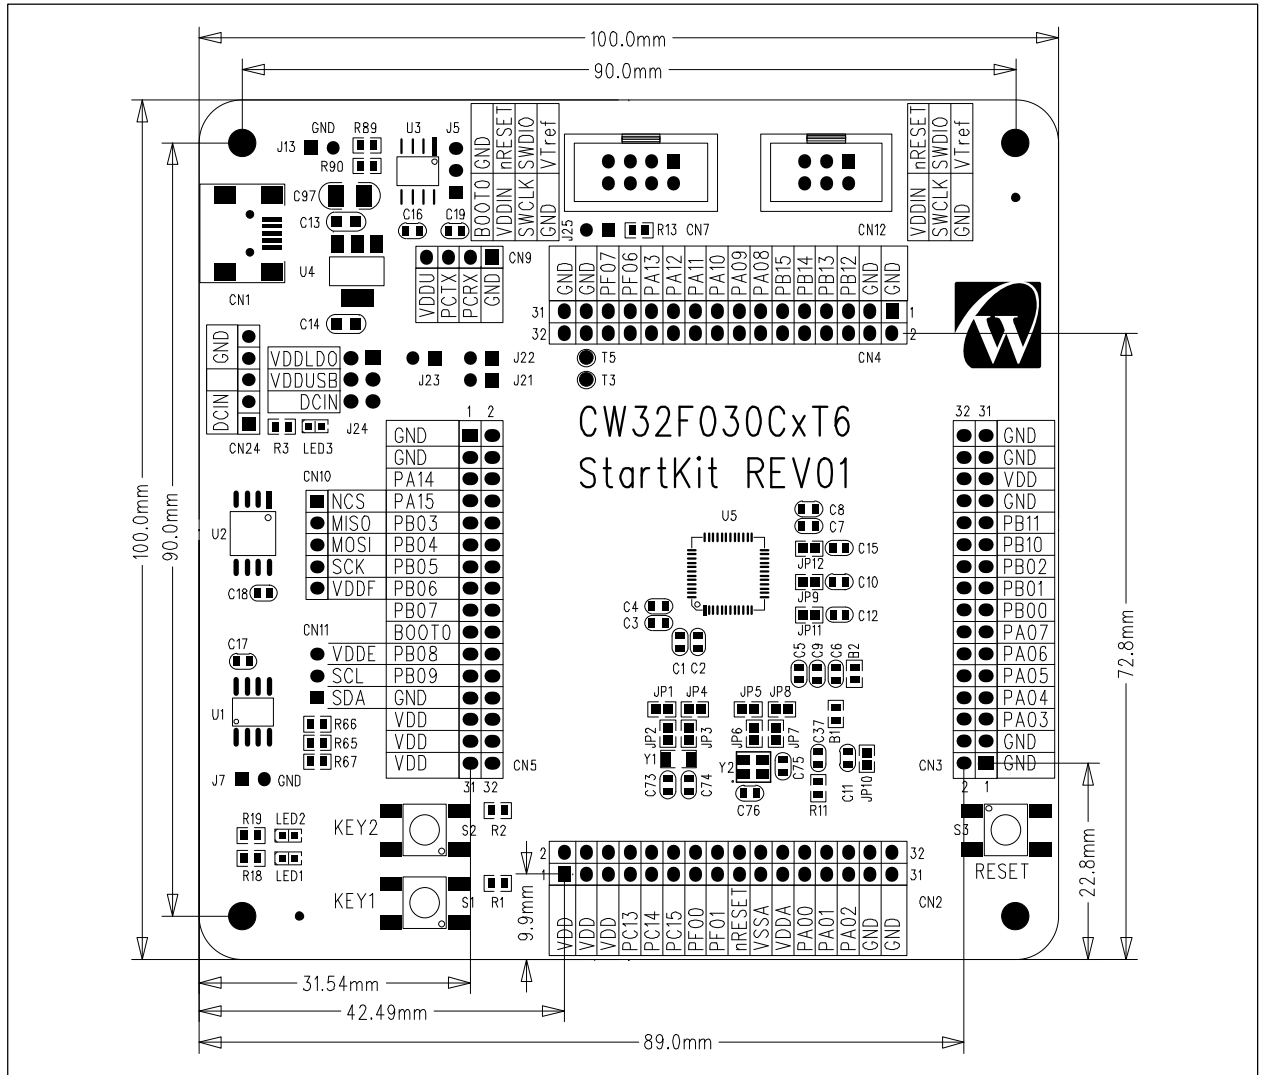 100.0mm
90.0mm
GND
J13
R89
R90
U3
J5
BOOT0 GND
VDDIN nRESET
SWCLK SWDIO
GND VTref
VDDIN nRESET
SWCLK SWDIO
GND VTref
C97
C13
C16
C19
J25
R13
CN7
CN12
U4
CN1
C14
CN9
VDDU
PCTX
PCRX
GND
GND
GND
PF07
PF06
PA13
PA12
PA11
PA10
PA09
PA08
PB15
PB14
PB13
PB12
GND
GND
31
1
32
2
CN4
W
GND
DCIN
CN24
VDDLDO
VDDUSB
DCIN
J24
J23
J22
J21
T5
T3
R3
LED3
CW32F030CxT6
StartKit REV01
1 2
GND
GND
PA14
PA15
PB03
PB04
PB05
PB06
PB07
BOOT0
PB08
PB09
GND
VDD
VDD
VDD
CN5
31 32
CN10
NCS
MISO
MOSI
SCK
VDDF
CN11
VDDE
SCL
SDA
U2
C18
C17
U1
R66
R65
R67
J7
GND
U5
C8
C7
C15
JP12
C10
JP9
C12
JP11
C4
C3
C1
C2
C5
C9
C6
B2
JP1
JP4
JP5
JP8
JP2
JP3
JP6
JP7
C37
B1
Y1
Y2
C73
C74
C75
C76
R11
C11
JP10
32 31
GND
GND
VDD
GND
PB11
PB10
PB02
PB01
PB00
PA07
PA06
PA05
PA04
PA03
GND
GND
CN3
2 1
100.0mm
90.0mm
72.8mm
22.8mm
R19
LED2
R18
LED1
KEY2
S2
R2
KEY1
S1
R1
S3
RESET
2
32
1
31
CN2
VDD
VDD
VDD
PC13
PC14
PC15
PF00
PF01
nRESET
VSSA
VDDA
PA00
PA01
PA02
GND
GND
9.9mm
31.54mm
42.49mm
89.0mm